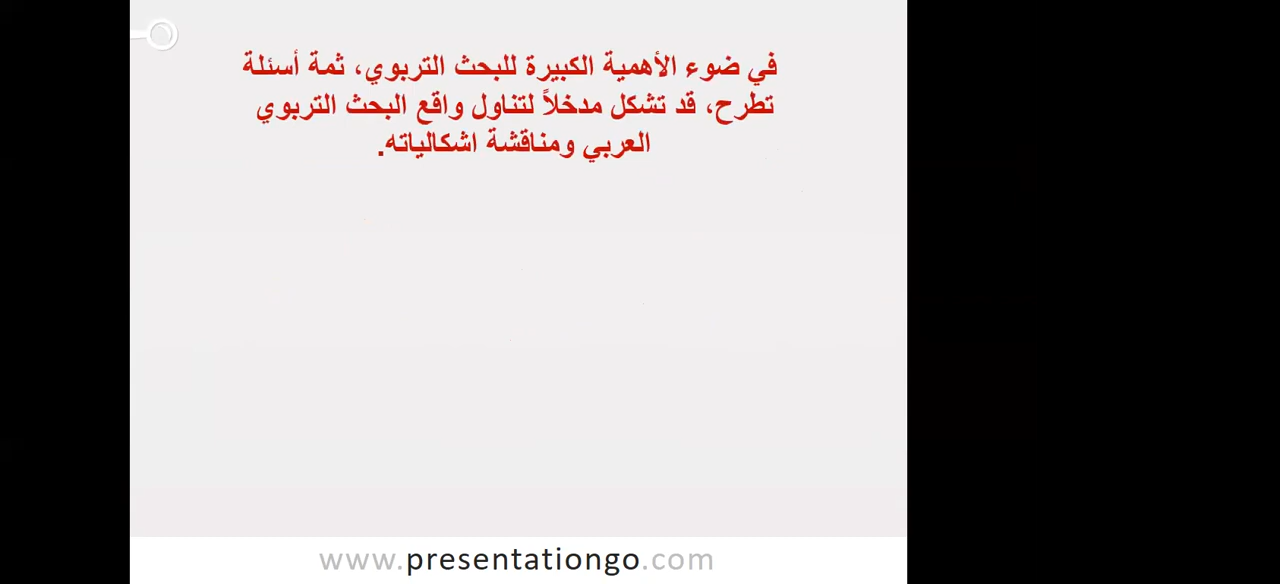 في ضوء الأهمية الكبيرة للبحث التربوي، ثمة أسئلة
تطرح، قد تشكل مدخلاً لتناول واقع البحث التربوي
العربي ومناقشة اشكالياته.
www.presentationgo.com